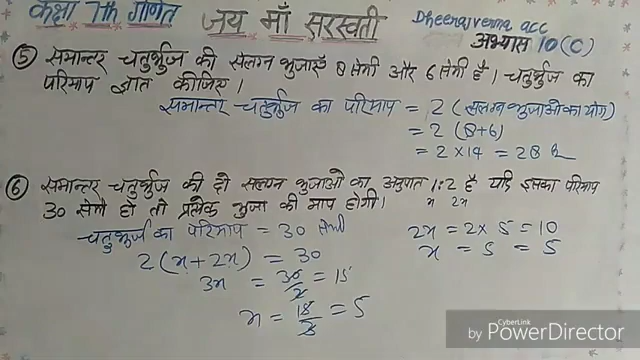 कक्षा 7th गणित
जय माँ सरस्वती
Dheerajverma acc
अभ्यास 10(C)
⑤ समान्तर चतुर्भुज की संलग्न भुजाएँ 8 सेमी और 6 सेमी है। चतुर्भुज का
परिमाप ज्ञात कीजिए।
समान्तर चतुर्भुज का परिमाप = 2 (संलग्न भुजाओ का योग)
= 2 (8+6)
= 2 × 14 = 28
⑥ समान्तर चतुर्भुज की दो संलग्न भुजाओ का अनुपात 1:2 है यदि इसका परिमाप
x 2x
30 सेमी हो तो प्रत्येक भुजा की माप होगी।
चतुर्भुज का परिमाप = 30 सेमी
2x = 2× 5 = 10
2(x + 2x) = 30
x = 5 = 5
3x = 30/2 = 15
x = 15/3 = 5
by CyberLink PowerDirector